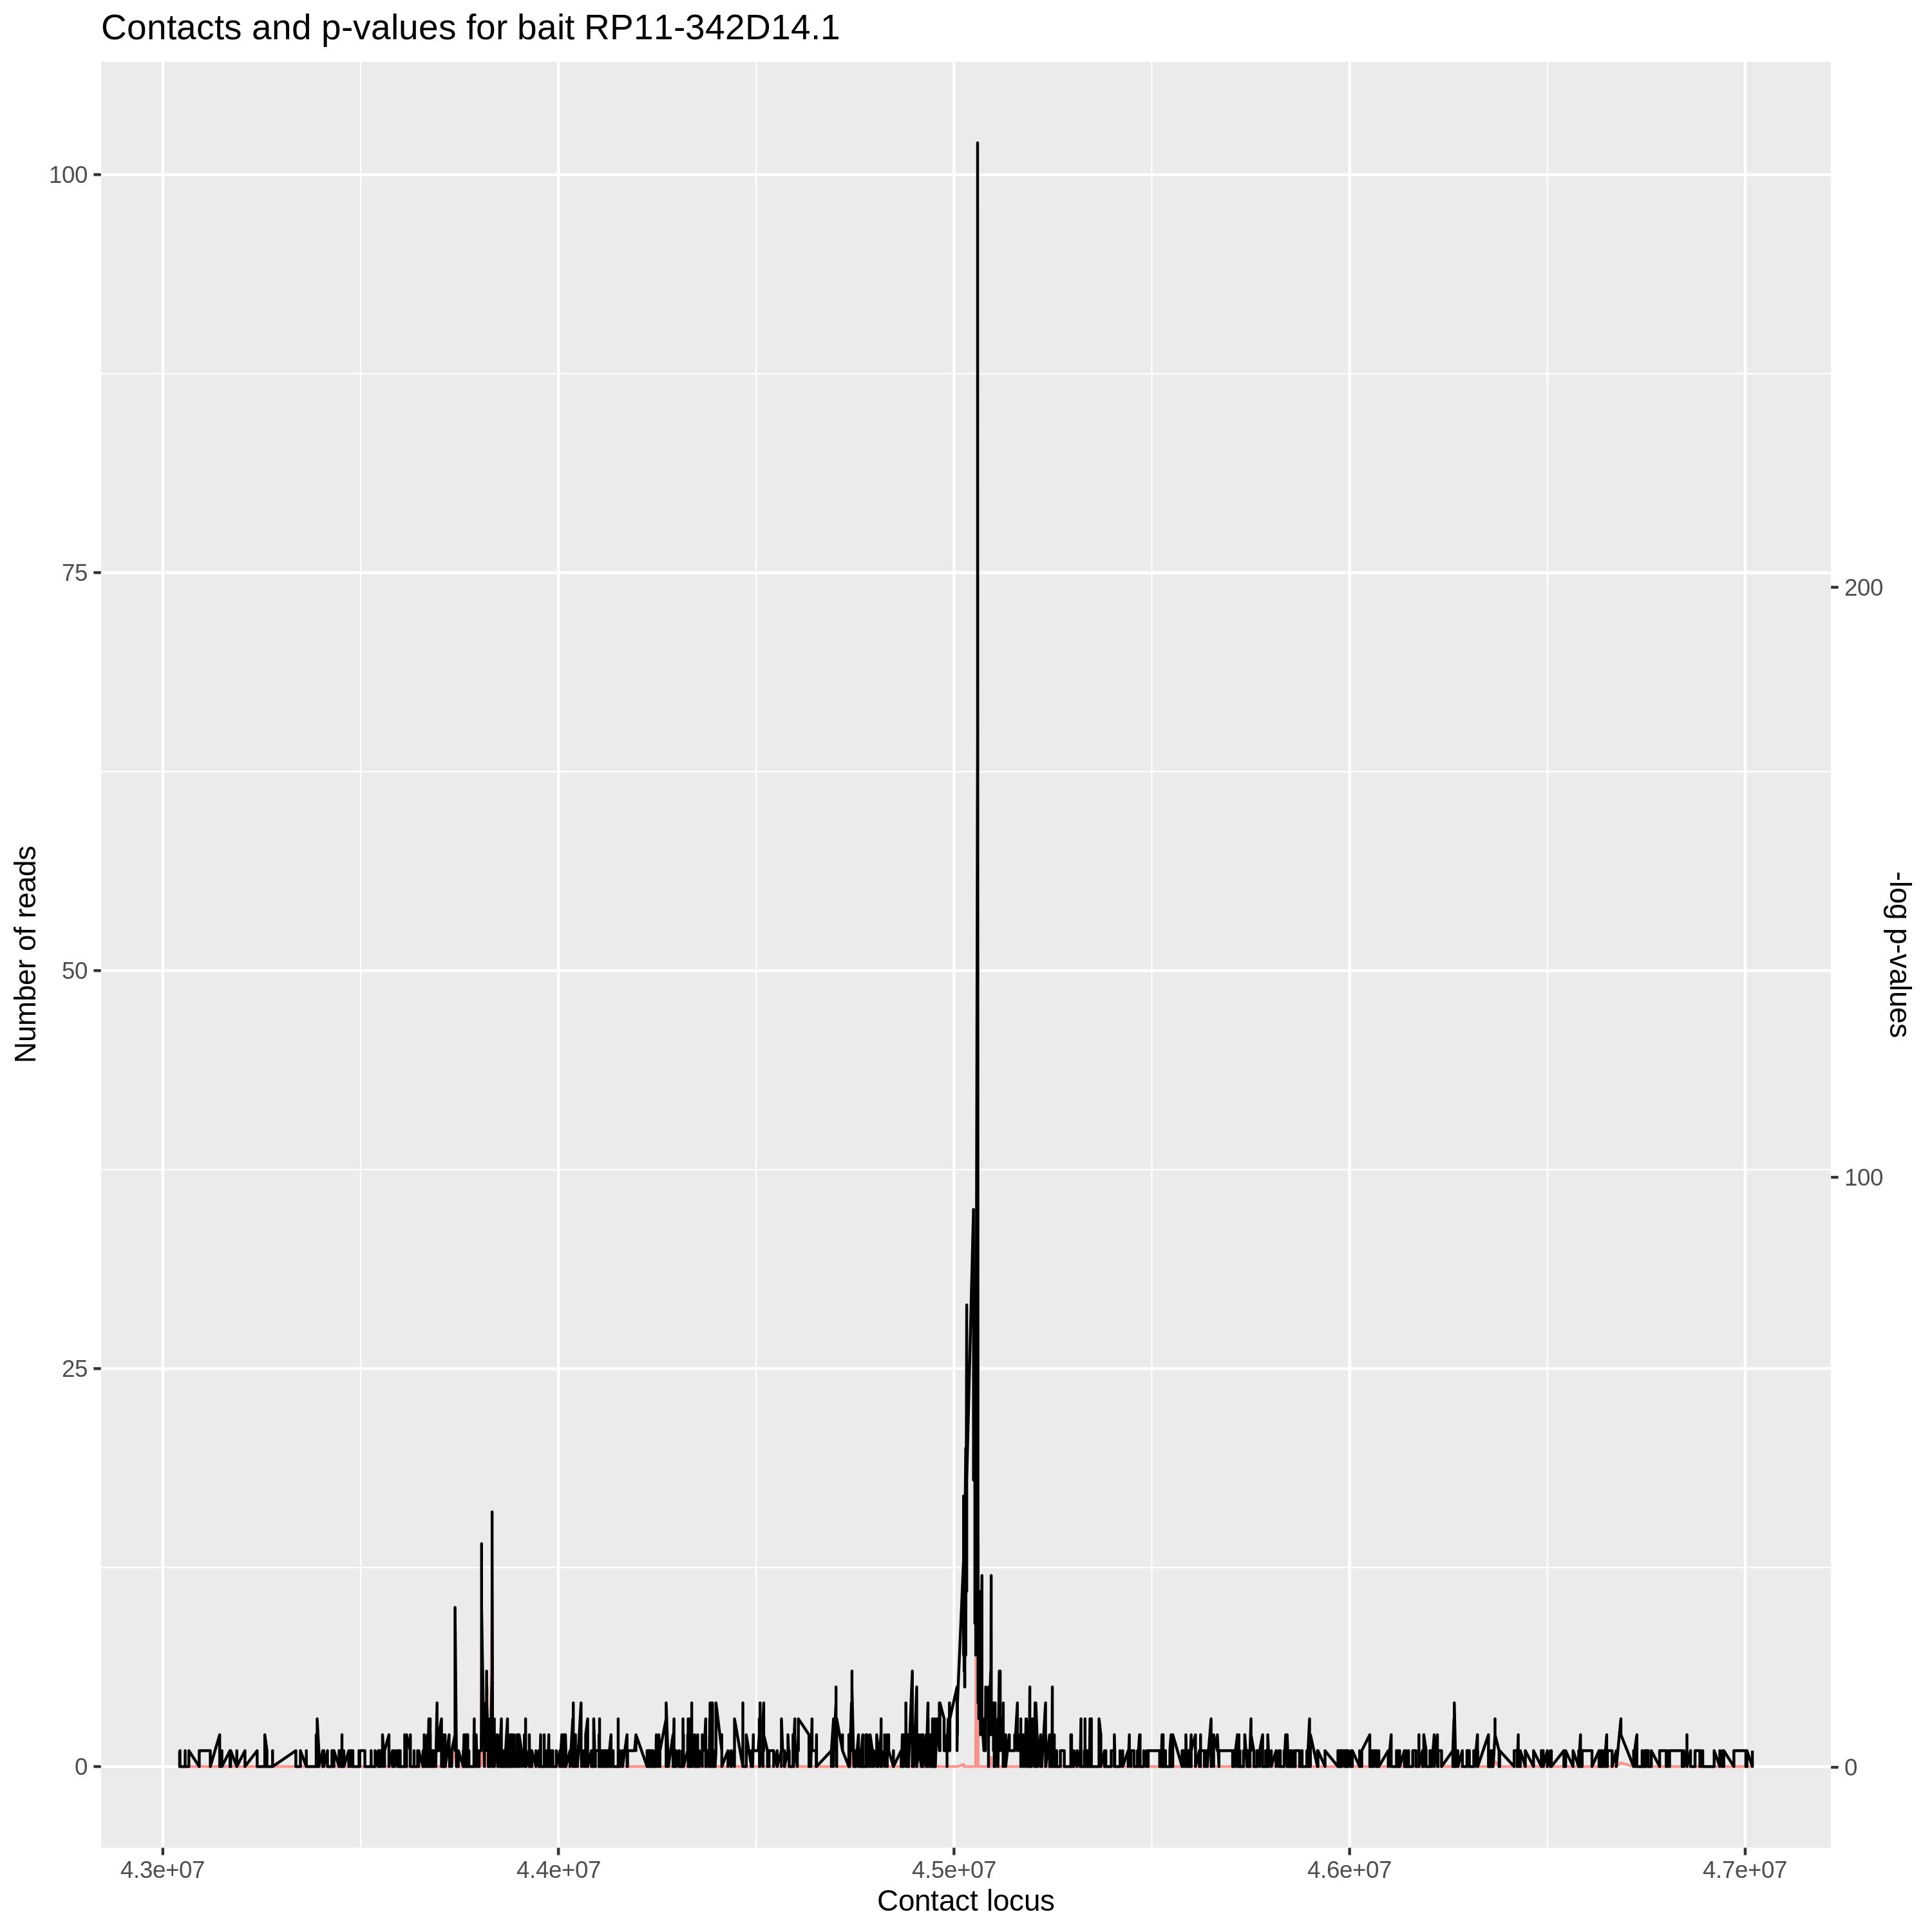 Contacts and p-values for bait RP11-342D14.1
100
75
50
25
0
Number of reads
200
100
0
-log p-values
4.3e+07
4.4e+07
4.5e+07
4.6e+07
4.7e+07
Contact locus